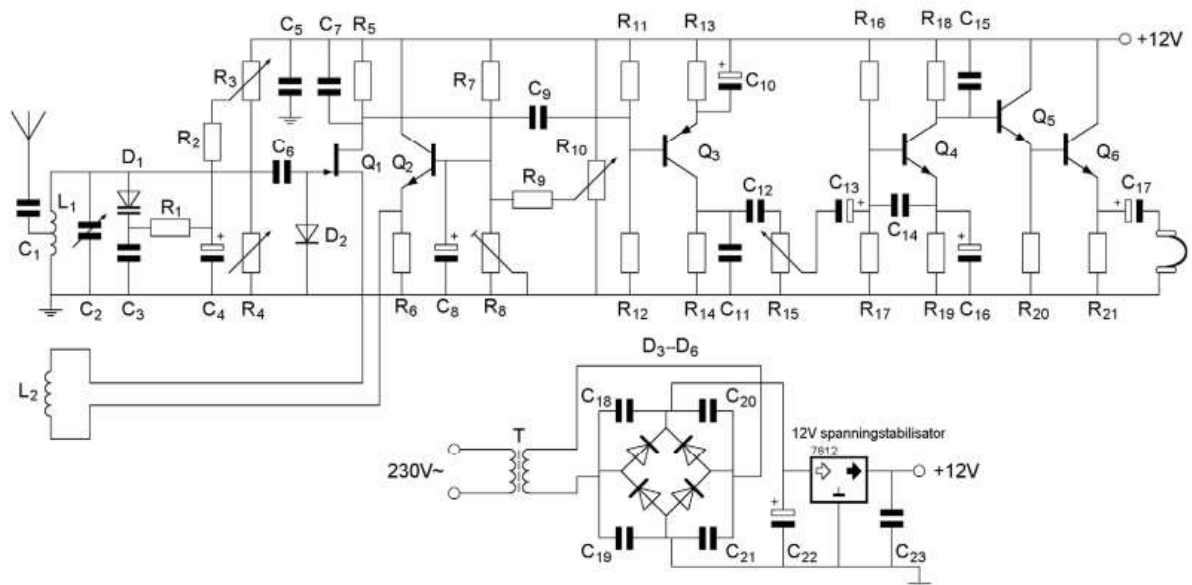 C5 C7 R5 R11 R13 R16 R18 C15
+12V
R3 R7 C9 C10
R2 R10 Q5
D1 C6 Q1 Q2 Q3 Q4 Q6
L1 R1 R9 C12 C13 C17
C1 D2 C14
C2 C3 C4 R4 R6 C8 R8 R12 R14 C11 R15 R17 R19 C16 R20 R21
D3--D6
L2
C18 C20
12V spanningstabilisator
T 7812
230V~ +12V
C19 C21 C22 C23
+ + + + + + +